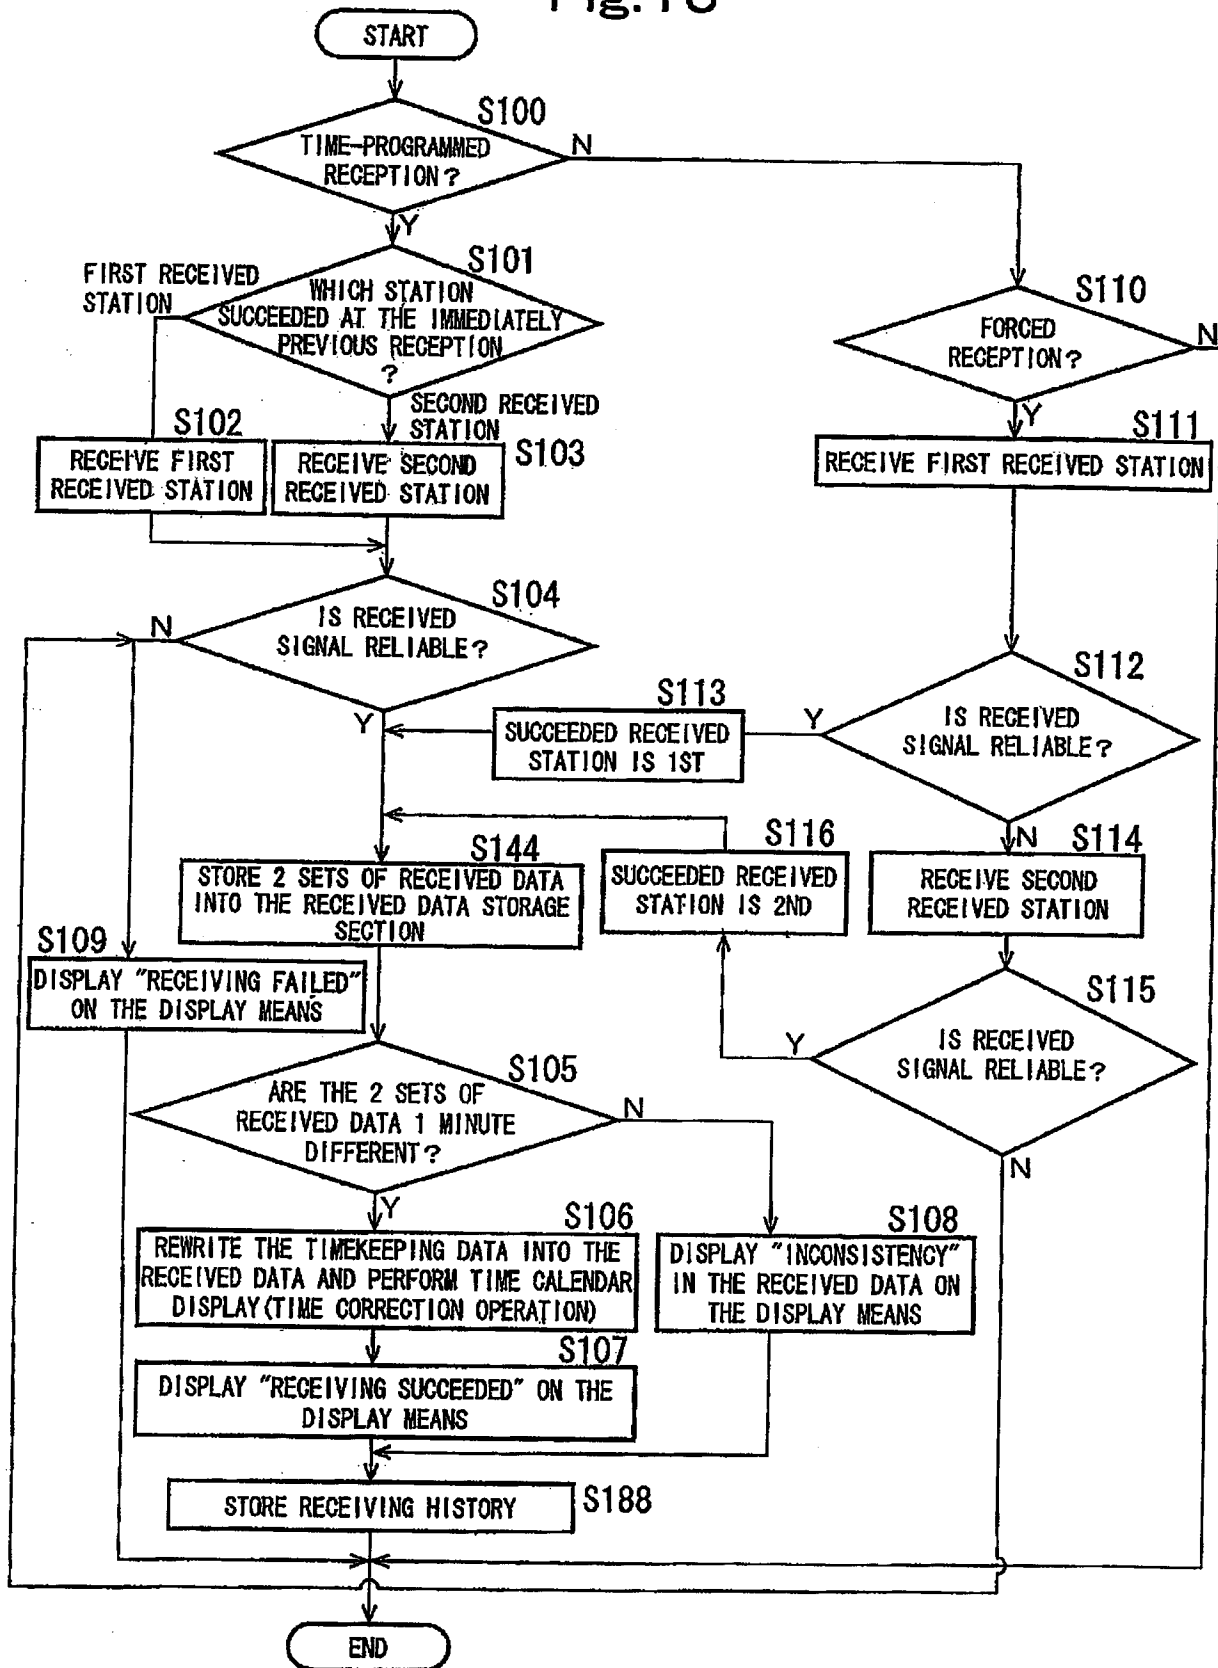 START
S100
TIME-PROGRAMMED
RECEPTION?
N
Y
S101
FIRST RECEIVED
STATION
WHICH STATION
SUCCEEDED AT THE IMMEDIATELY
PREVIOUS RECEPTION
?
S110
FORCED
RECEPTION?
N
Y
SECOND RECEIVED
STATION
S102
RECEIVE FIRST
RECEIVED STATION
S103
RECEIVE SECOND
RECEIVED STATION
S111
RECEIVE FIRST RECEIVED STATION
S104
IS RECEIVED
SIGNAL RELIABLE?
N
Y
S112
IS RECEIVED
SIGNAL RELIABLE?
Y
N
S113
SUCCEEDED RECEIVED
STATION IS 1ST
S114
RECEIVE SECOND
RECEIVED STATION
S116
SUCCEEDED RECEIVED
STATION IS 2ND
S144
STORE 2 SETS OF RECEIVED DATA
INTO THE RECEIVED DATA STORAGE
SECTION
S109
DISPLAY "RECEIVING FAILED"
ON THE DISPLAY MEANS
S115
IS RECEIVED
SIGNAL RELIABLE?
Y
N
S105
ARE THE 2 SETS OF
RECEIVED DATA 1 MINUTE
DIFFERENT?
N
Y
S106
REWRITE THE TIMEKEEPING DATA INTO THE
RECEIVED DATA AND PERFORM TIME CALENDAR
DISPLAY(TIME CORRECTION OPERATION)
S108
DISPLAY "INCONSISTENCY"
IN THE RECEIVED DATA ON
THE DISPLAY MEANS
S107
DISPLAY "RECEIVING SUCCEEDED" ON THE
DISPLAY MEANS
STORE RECEIVING HISTORY
S188
END